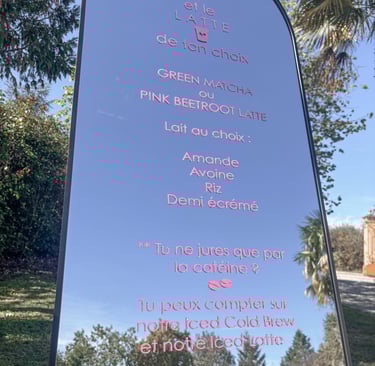 et le
LATTE
de ton choix
GREEN MATCHA
ou
PINK BEETROOT LATTE
Lait au choix :
Amande
Avoine
Riz
Demi écrémé
** Tu ne jures que par
la caféine ?
Tu peux compter sur
notre Iced Cold Brew
et notre Iced Latte